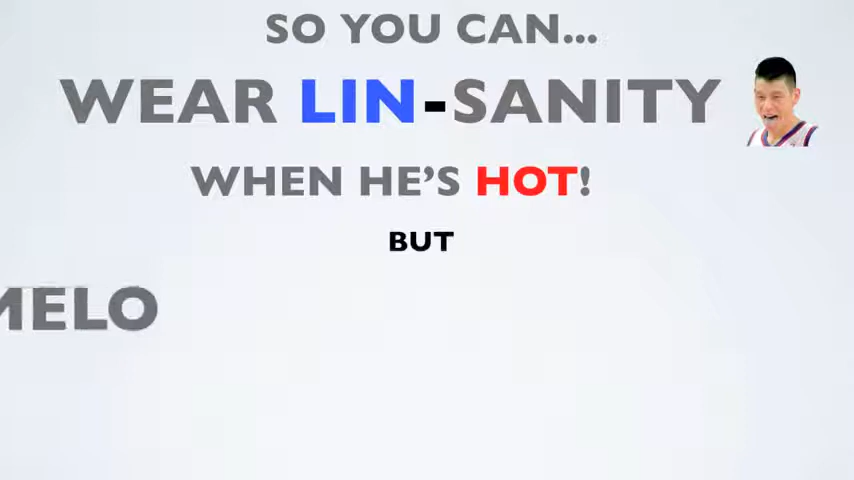 SO YOU CAN...
WEAR LIN-SANITY
WHEN HE'S HOT!
BUT
MELO